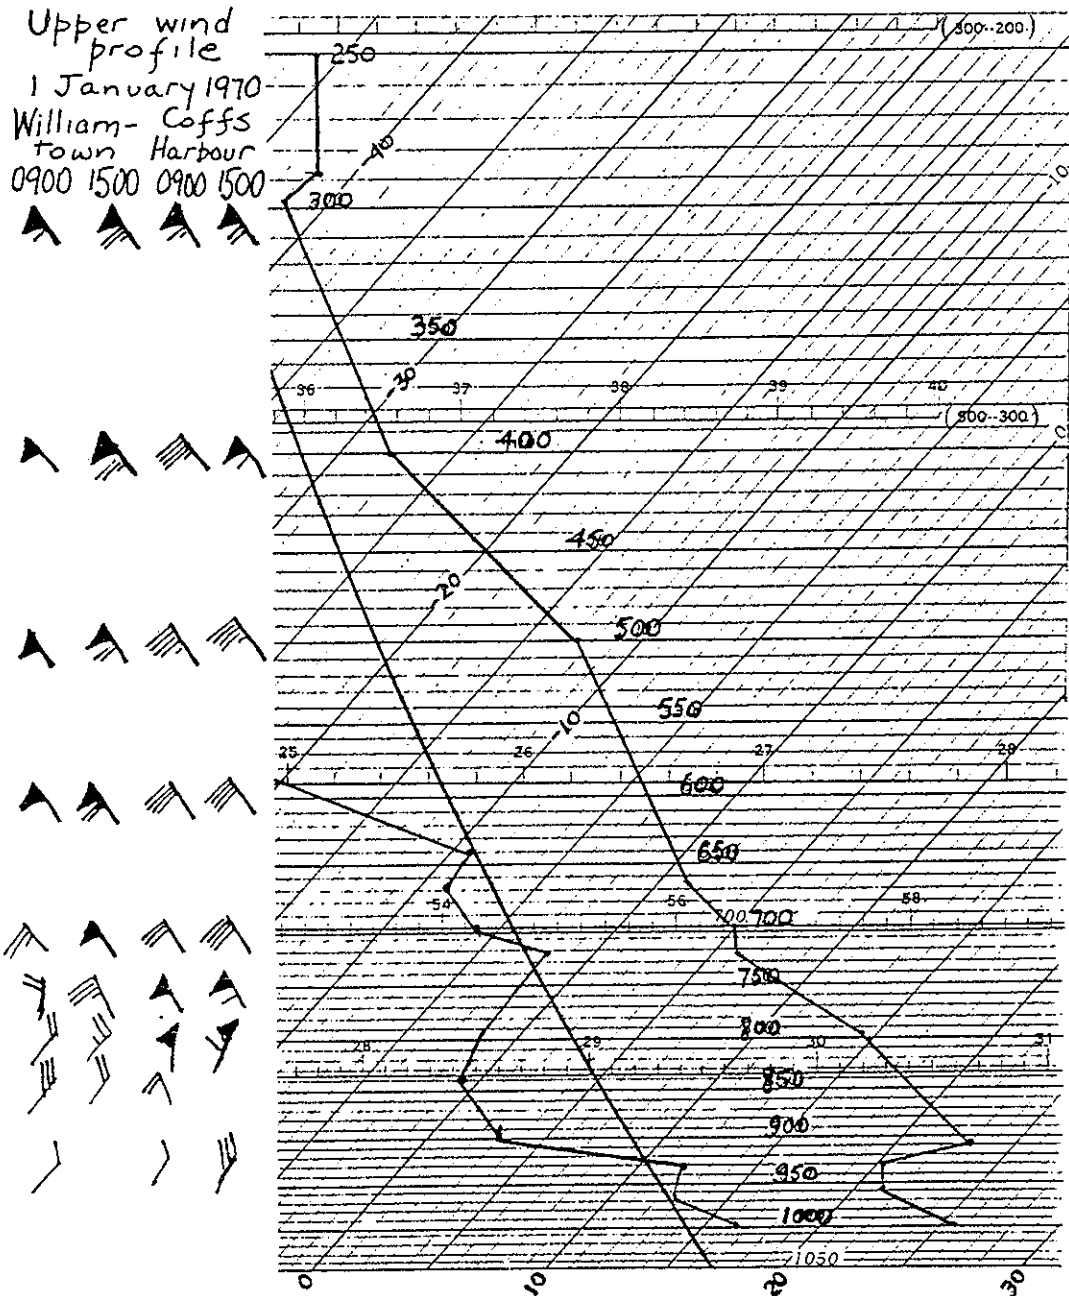 Upper wind
profile
1 January 1970
William- Coffs
town Harbour
0900 1500 0900 1500
(300--200)
250
-40
10
300
350
-30
36 37 38 39 40
(500--300)
0
400
450
-20
500
550
-10
25 26 27 28
600
650
54 56 58
700 700
750
800
28 29 30 31
850
900
950
1000
1050
0 10 20 30